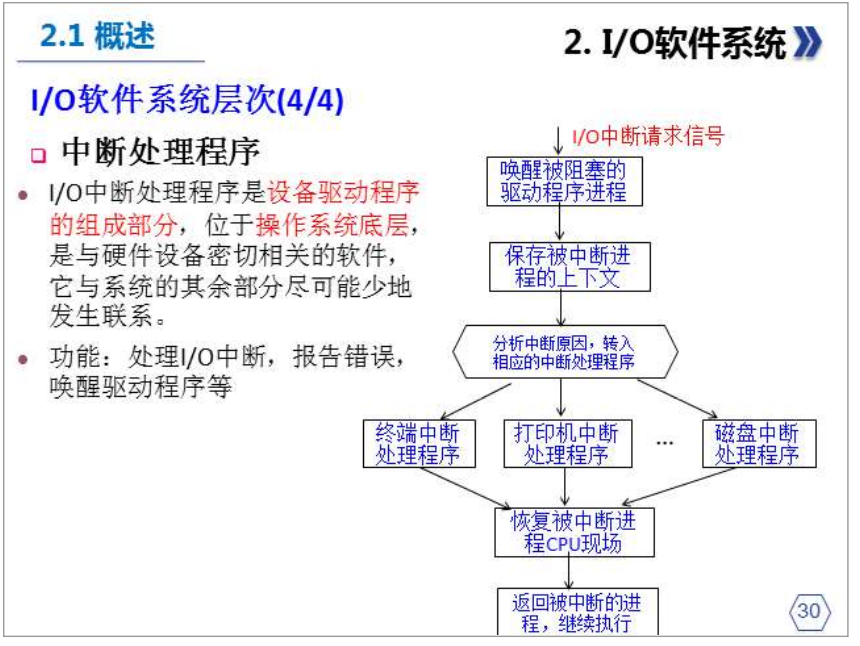 2.1 概述
2. I/O软件系统
I/O软件系统层次(4/4)
中断处理程序
I/O中断处理程序是设备驱动程序
的组成部分，位于操作系统底层，
是与硬件设备密切相关的软件，
它与系统的其余部分尽可能少地
发生联系。
功能：处理I/O中断，报告错误，
唤醒驱动程序等
I/O中断请求信号
唤醒被阻塞的
驱动程序进程
保存被中断进
程的上下文
分析中断原因，转入
相应的中断处理程序
终端中断
处理程序
打印机中断
处理程序
...
磁盘中断
处理程序
恢复被中断进
程CPU现场
返回被中断的进
程，继续执行
30